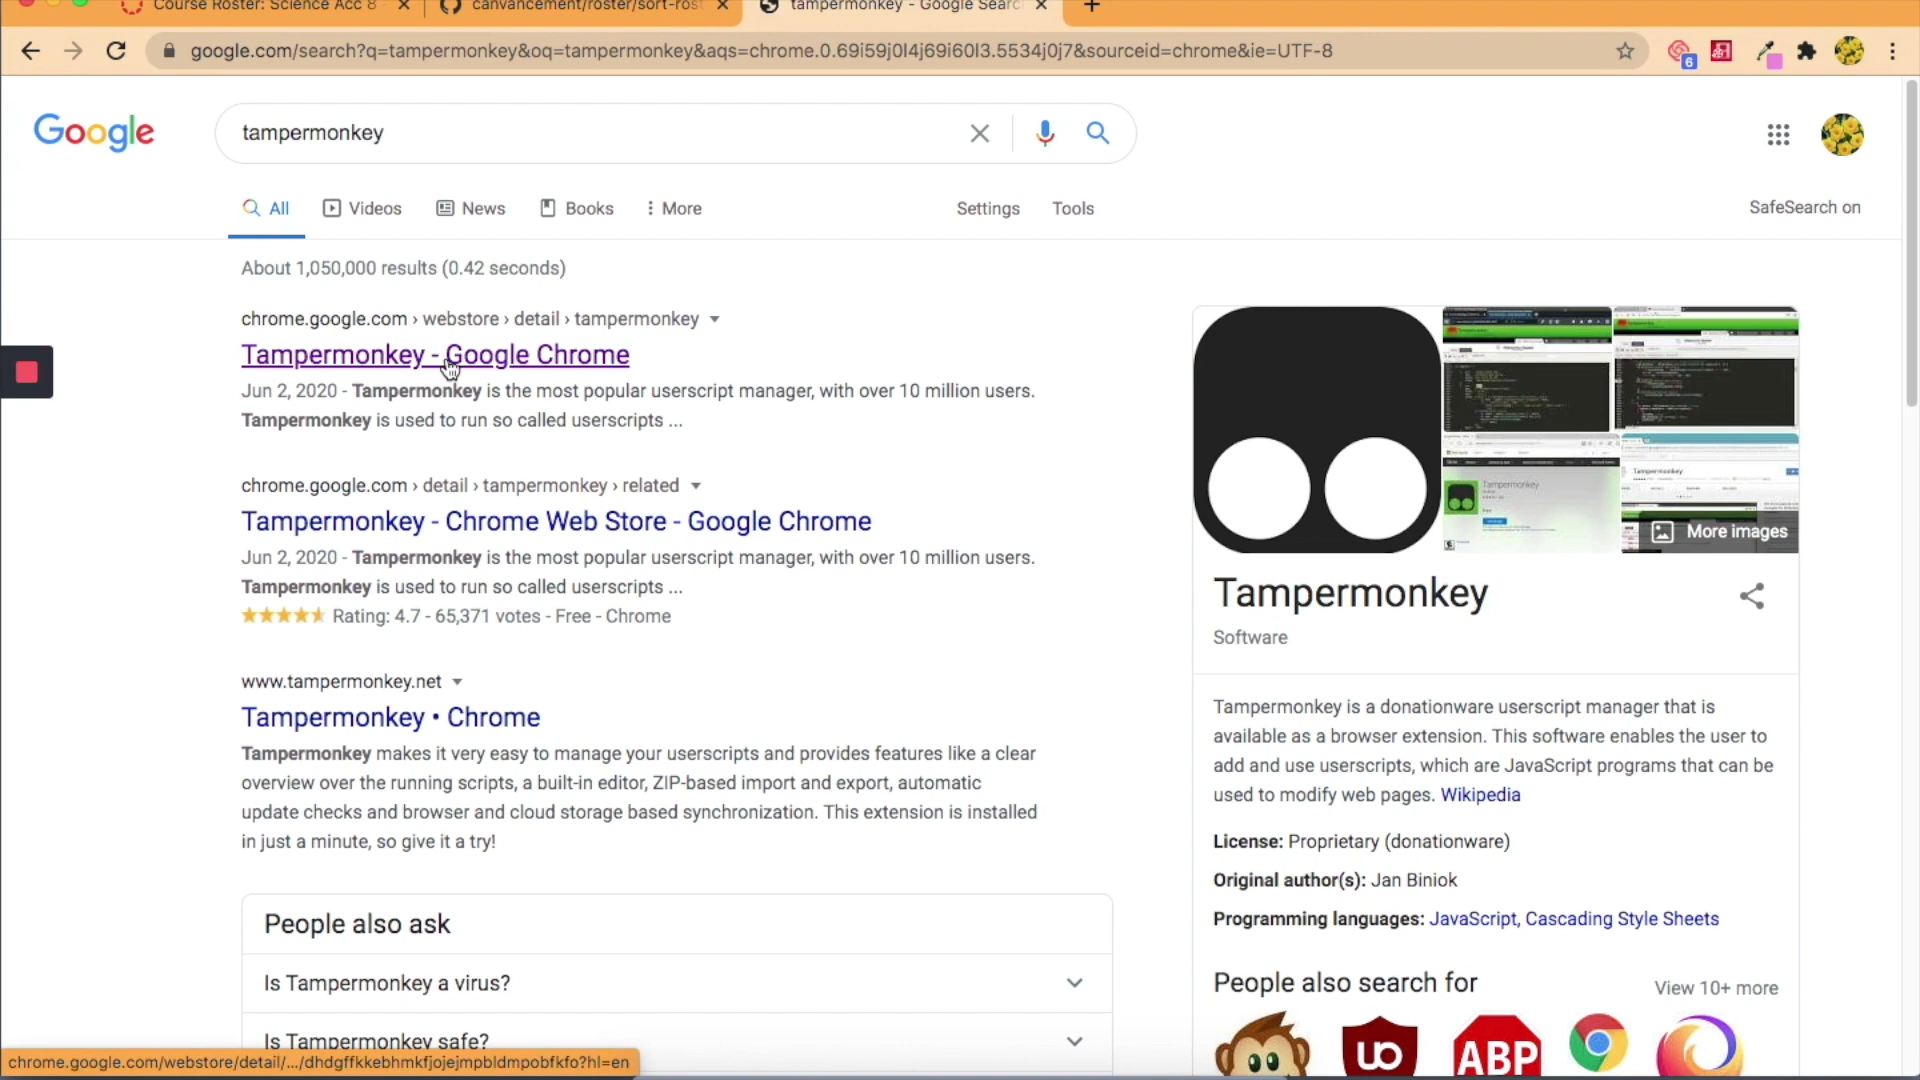 Course Roster: Science Acc 8
canvancement/roster/sort-rost
tampermonkey - Google Searc
google.com/search?q=tampermonkey&oq=tampermonkey&aqs=chrome.0.69i59j0l4j69i60l3.5534j0j7&sourceid=chrome&ie=UTF-8
6
Google
tampermonkey
All
Videos
News
Books
More
Settings
Tools
SafeSearch on
About 1,050,000 results (0.42 seconds)
chrome.google.com › webstore › detail › tampermonkey
Tampermonkey - Google Chrome
Jun 2, 2020 - Tampermonkey is the most popular userscript manager, with over 10 million users.
Tampermonkey is used to run so called userscripts ...
chrome.google.com › detail › tampermonkey › related
Tampermonkey - Chrome Web Store - Google Chrome
Jun 2, 2020 - Tampermonkey is the most popular userscript manager, with over 10 million users.
Tampermonkey is used to run so called userscripts ...
Rating: 4.7 - 65,371 votes - Free - Chrome
www.tampermonkey.net
Tampermonkey • Chrome
Tampermonkey makes it very easy to manage your userscripts and provides features like a clear
overview over the running scripts, a built-in editor, ZIP-based import and export, automatic
update checks and browser and cloud storage based synchronization. This extension is installed
in just a minute, so give it a try!
People also ask
Is Tampermonkey a virus?
Is Tampermonkey safe?
chrome.google.com/webstore/detail/.../dhdgffkkebhmkfjojejmpbldmpobfkfo?hl=en
Tampermonkey
Tampermonkey
More images
Tampermonkey
Software
Tampermonkey is a donationware userscript manager that is
available as a browser extension. This software enables the user to
add and use userscripts, which are JavaScript programs that can be
used to modify web pages. Wikipedia
License: Proprietary (donationware)
Original author(s): Jan Biniok
Programming languages: JavaScript, Cascading Style Sheets
People also search for
View 10+ more
UO
ABP